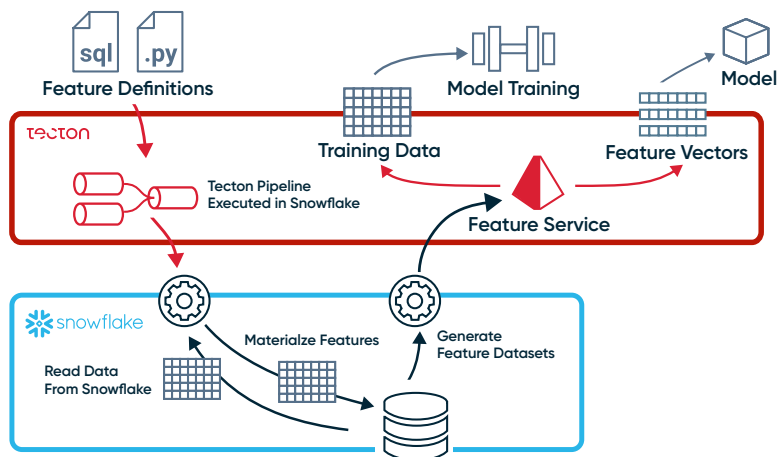 sql
.py
Feature Definitions
Model Training
Model
tecton
Training Data
Feature Vectors
Tecton Pipeline
Executed in Snowflake
Feature Service
snowflake
Materialze Features
Generate
Feature Datasets
Read Data
From Snowflake